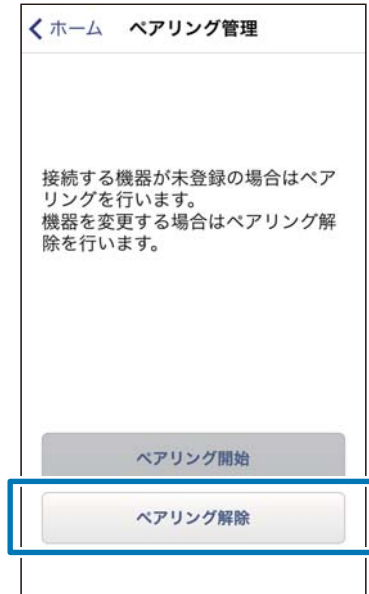 ホーム ペアリング管理
接続する機器が未登録の場合はペア
リングを行います。
機器を変更する場合はペアリング解
除を行います。
ペアリング開始
ペアリング解除